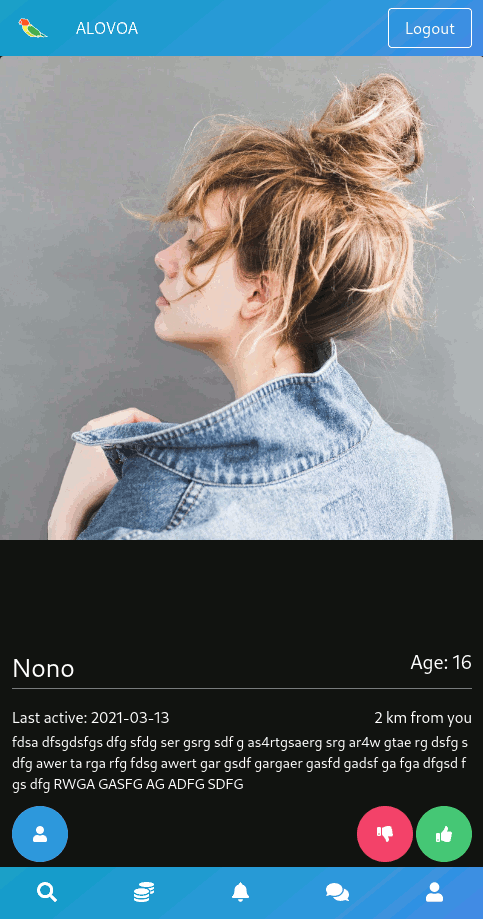 ALOVOA
Logout
Nono
Age: 16
Last active: 2021-03-13
2 km from you
fdsa dfsgdsfgs dfg sfdg ser gsrg sdf g as4rtgsaerg srg ar4w gtae rg dsfg s
dfg awer ta rga rfg fdsg awert gar gsdf gargaer gasfd gadsf ga fga dfgsd f
gs dfg RWGA GASFG AG ADFG SDFG